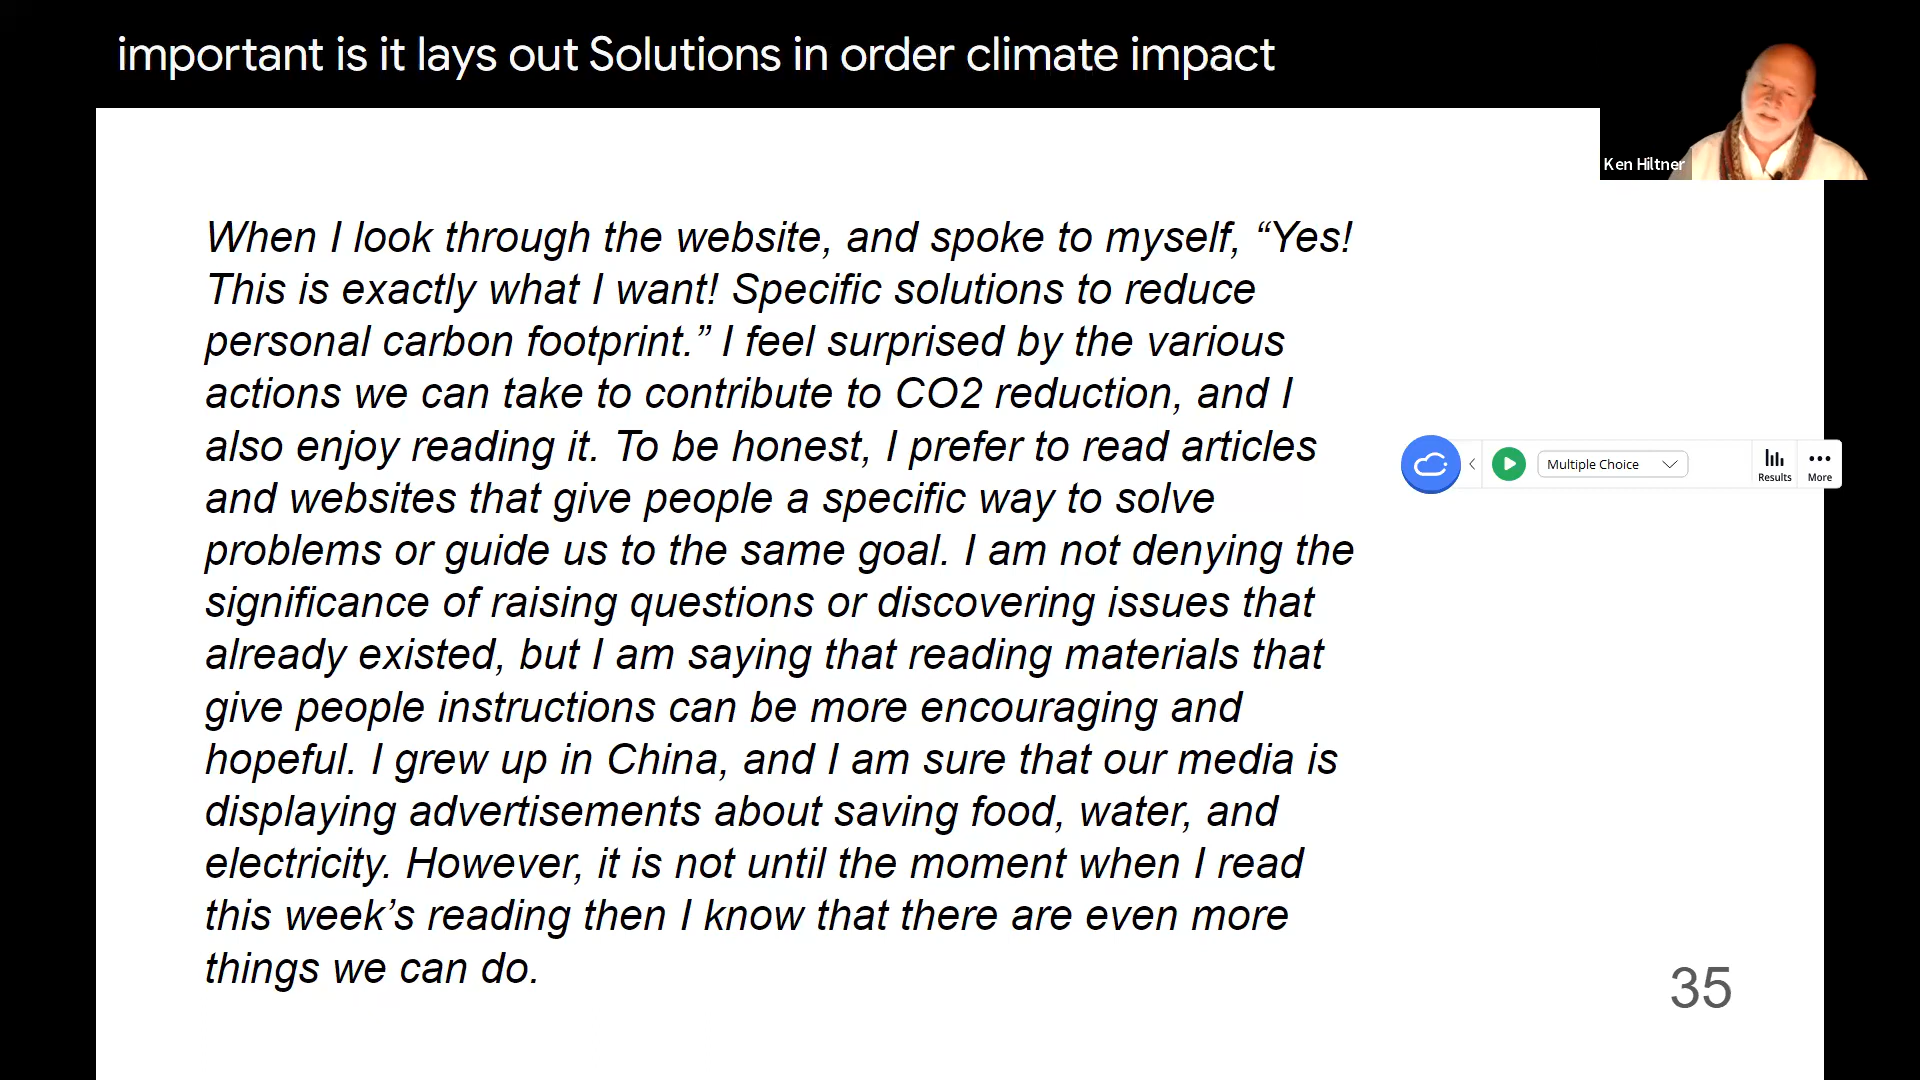 important is it lays out Solutions in order climate impact
Ken Hiltner
When I look through the website, and spoke to myself, “Yes!
This is exactly what I want! Specific solutions to reduce
personal carbon footprint.” I feel surprised by the various
actions we can take to contribute to CO2 reduction, and I
also enjoy reading it. To be honest, I prefer to read articles
and websites that give people a specific way to solve
problems or guide us to the same goal. I am not denying the
significance of raising questions or discovering issues that
already existed, but I am saying that reading materials that
give people instructions can be more encouraging and
hopeful. I grew up in China, and I am sure that our media is
displaying advertisements about saving food, water, and
electricity. However, it is not until the moment when I read
this week’s reading then I know that there are even more
things we can do.
Multiple Choice
Results
More
35